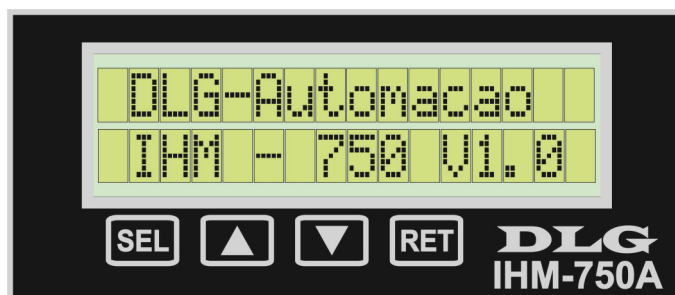 DLG-Automacao
IHM - 750 V1.0
SEL
RET
DLG
IHM-750A